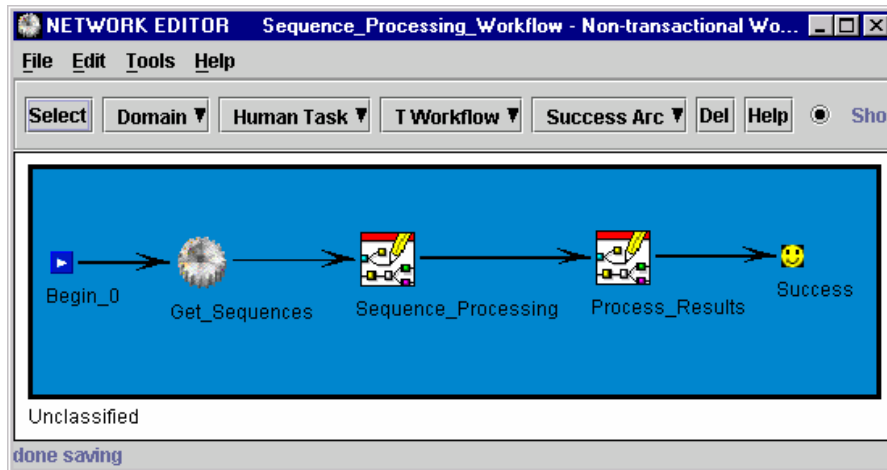 NETWORK EDITOR Sequence_Processing_Workflow - Non-transactional Wo...
File Edit Tools Help
Select Domain Human Task T Workflow Success Arc Del Help Sho
Begin_0 Get_Sequences Sequence_Processing Process_Results Success
Unclassified
done saving